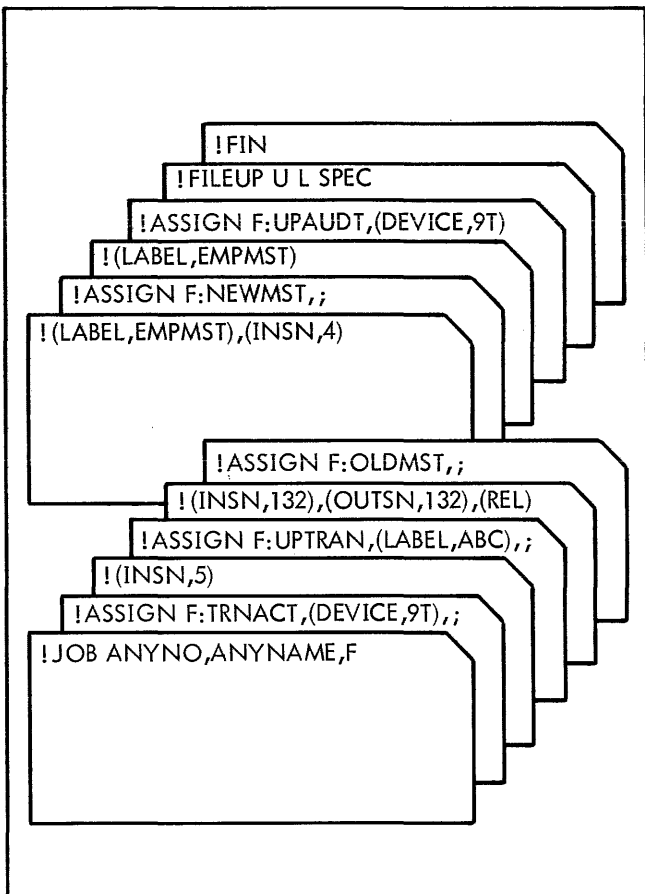 !FIN
!FILEUP U L SPEC
!ASSIGN F:UPAUDT,(DEVICE,9T)
!(LABEL,EMPMST)
!ASSIGN F:NEWMST,;
!(LABEL,EMPMST),(INSN,4)
!ASSIGN F:OLDMST,;
!(INSN,132),(OUTSN,132),(REL)
!ASSIGN F:UPTRAN,(LABEL,ABC),;
!(INSN,5)
!ASSIGN F:TRNACT,(DEVICE,9T),;
!JOB ANYNO,ANYNAME,F